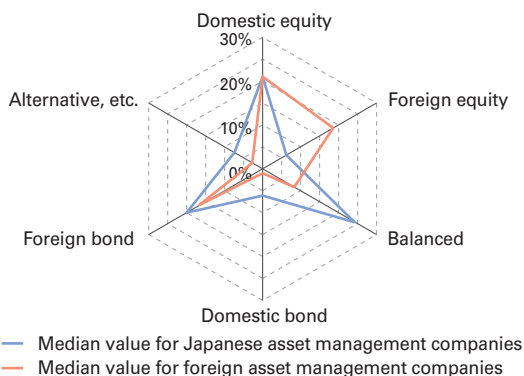 Domestic equity
30%
20%
10%
0%
Alternative, etc.
Foreign equity
Foreign bond
Balanced
Domestic bond
Median value for Japanese asset management companies
Median value for foreign asset management companies